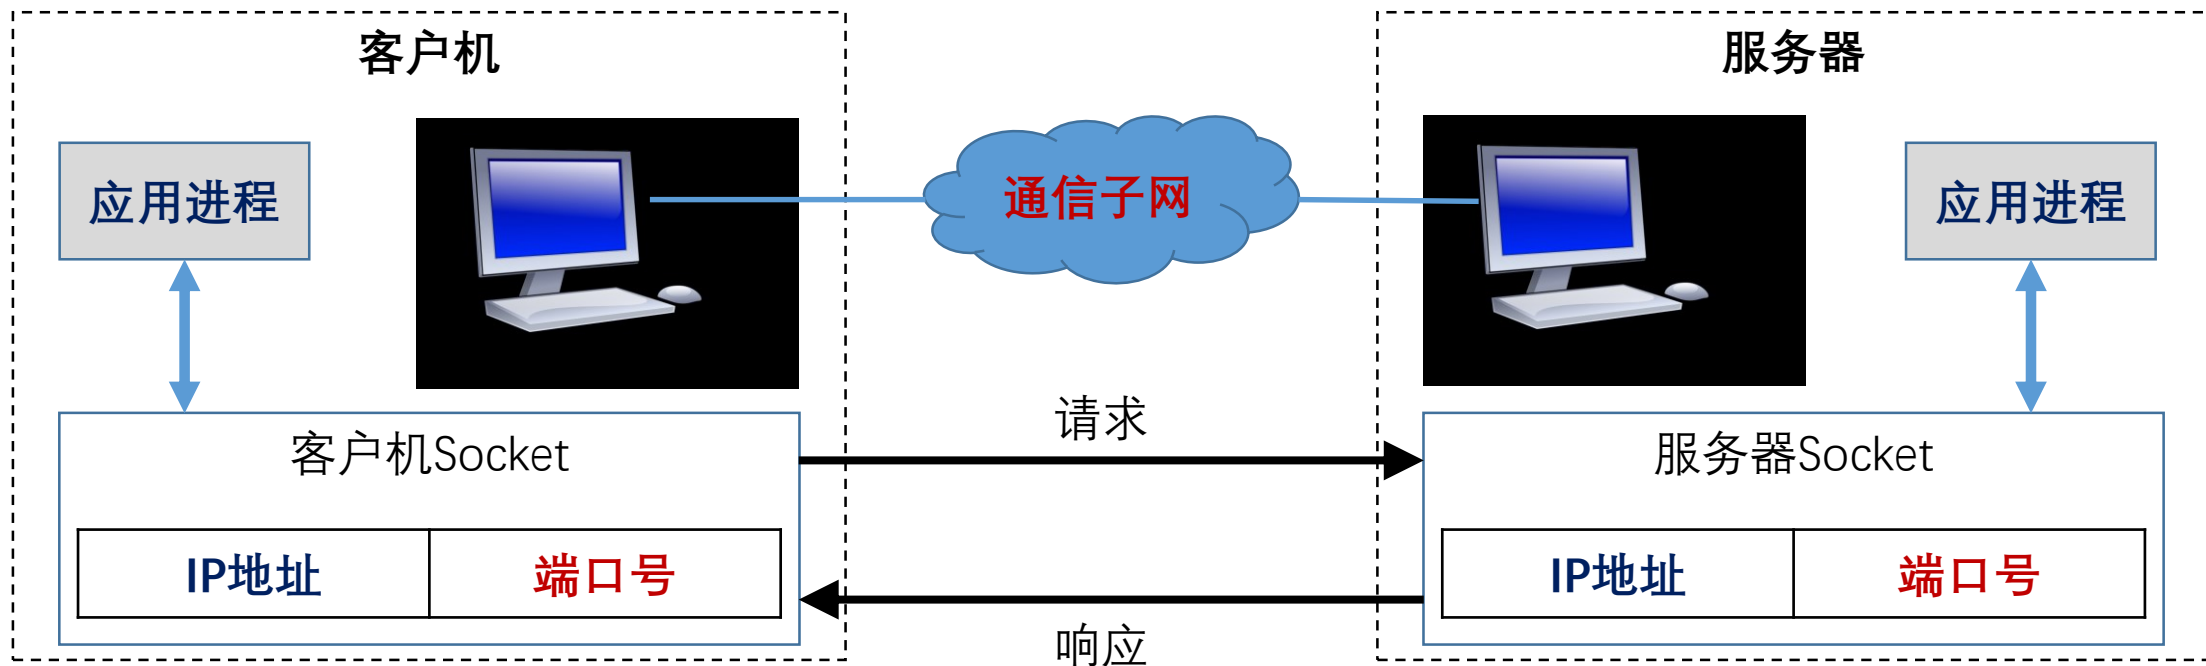 客户机
服务器
应用进程
通信子网
应用进程
请求
客户机Socket
服务器Socket
IP地址
端口号
IP地址
端口号
响应